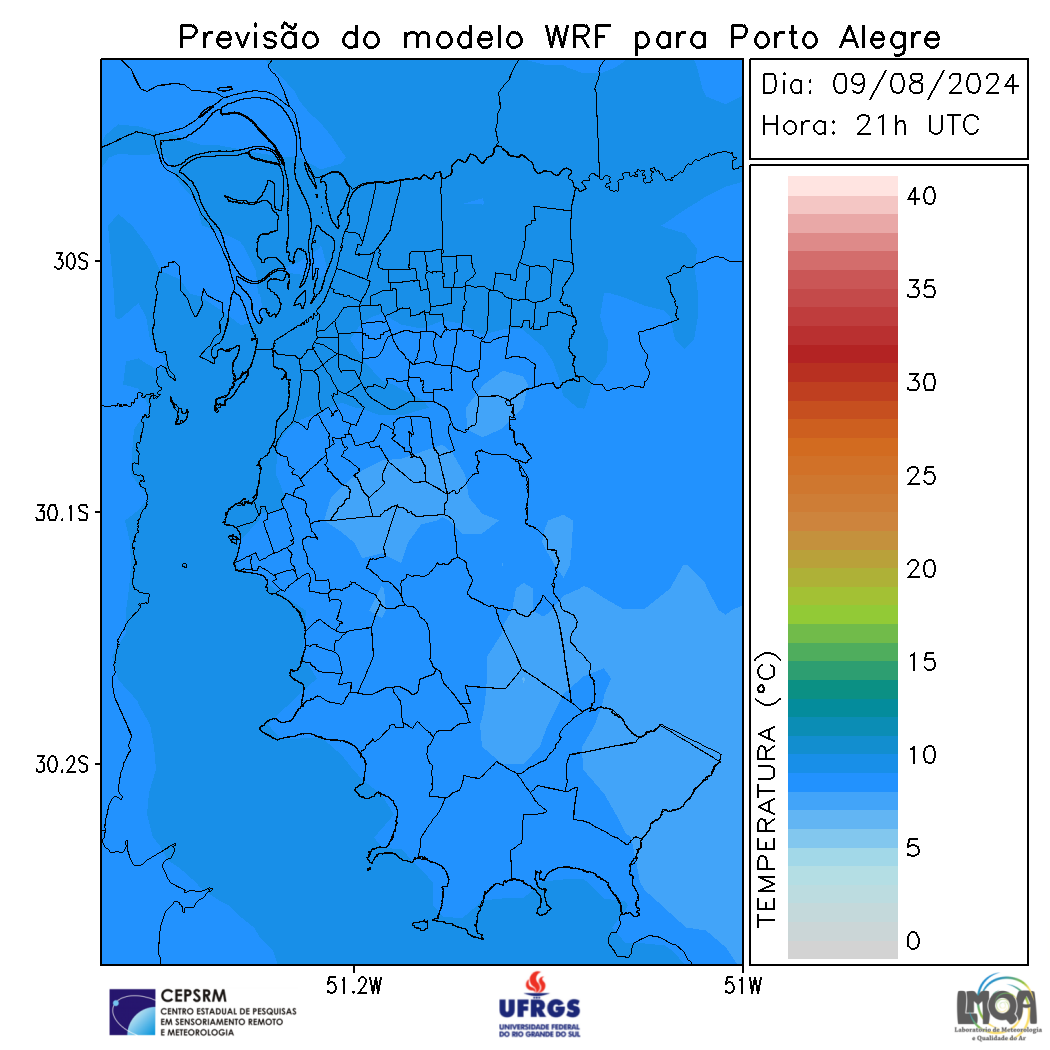 Previsão do modelo WRF para Porto Alegre
Dia: 09/08/2024
Hora: 21h UTC
40
35
30
25
20
15
10
5
0
TEMPERATURA (°C)
30S
30.1S
30.2S
51.2W
51W
CEPSRM
CENTRO ESTADUAL DE PESQUISAS
EM SENSORIAMENTO REMOTO
E METEOROLOGIA
UFRGS
UNIVERSIDADE FEDERAL
DO RIO GRANDE DO SUL
LMQA
Laboratório de Meteorologia
e Qualidade do Ar